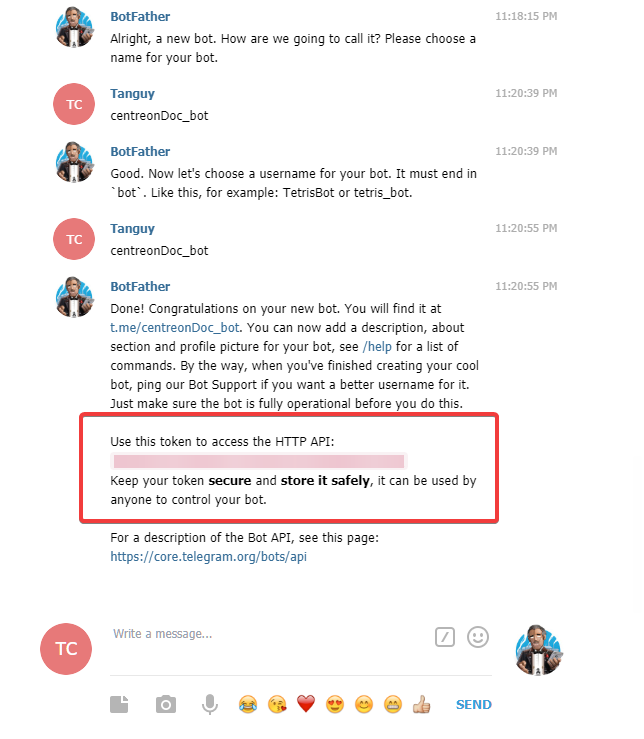 BotFather 11:18:15 PM
Alright, a new bot. How are we going to call it? Please choose a
name for your bot.
TC
Tanguy 11:20:39 PM
centreonDoc_bot
BotFather 11:20:39 PM
Good. Now let's choose a username for your bot. It must end in
`bot`. Like this, for example: TetrisBot or tetris_bot.
TC
Tanguy 11:20:55 PM
centreonDoc_bot
BotFather 11:20:55 PM
Done! Congratulations on your new bot. You will find it at
t.me/centreonDoc_bot. You can now add a description, about
section and profile picture for your bot, see /help for a list of
commands. By the way, when you've finished creating your cool
bot, ping our Bot Support if you want a better username for it.
Just make sure the bot is fully operational before you do this.
Use this token to access the HTTP API:
Keep your token secure and store it safely, it can be used by
anyone to control your bot.
For a description of the Bot API, see this page:
https://core.telegram.org/bots/api
TC
Write a message...
SEND